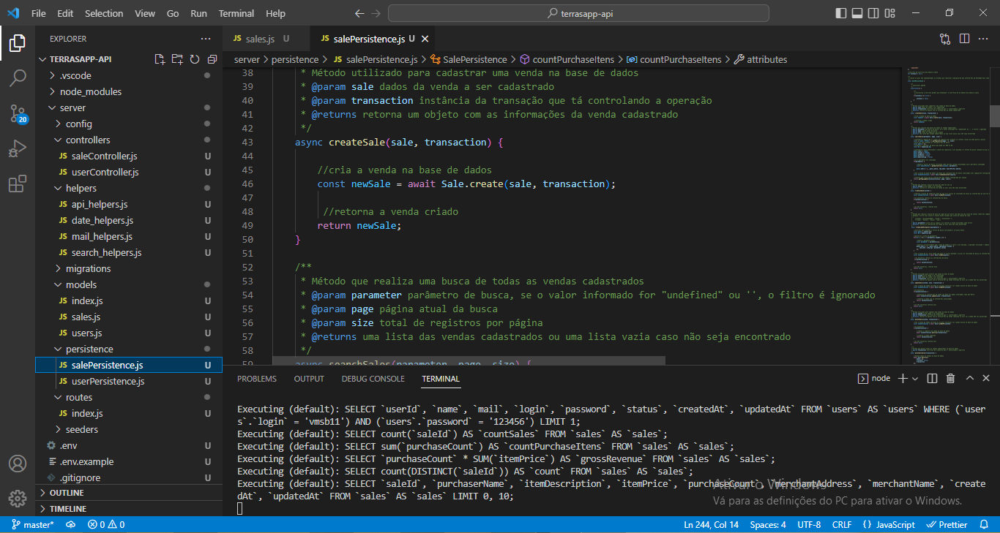 File Edit Selection View Go Run Terminal Help
terrasapp-api
EXPLORER
TERRASAPP-API
.vscode
node_modules
server
config
controllers
saleController.js U
userController.js U
helpers
api_helpers.js U
date_helpers.js U
mail_helpers.js U
search_helpers.js U
migrations
models
index.js U
sales.js U
users.js U
persistence
salePersistence.js U
userPersistence.js U
routes
index.js U
seeders
.env U
.env.example U
.gitignore U
OUTLINE
TIMELINE
20
JS sales.js U
JS salePersistence.js U
server > persistence > JS salePersistence.js > SalePersistence > countPurchaseItens > countPurchaseItens > attributes
38 * Método utilizado para cadastrar uma venda na base de dados
39 * @param sale dados da venda a ser cadastrado
40 * @param transaction instância da transação que tá controlando a operação
41 * @returns retorna um objeto com as informações da venda cadastrado
42 */
43 async createSale(sale, transaction) {
44
45 //cria a venda na base de dados
46 const newSale = await Sale.create(sale, transaction);
47
48 //retorna a venda criado
49 return newSale;
50 }
51
52 /**
53 * Método que realiza uma busca de todas as vendas cadastrados
54 * @param parameter parâmetro de busca, se o valor informado for "undefined" ou '', o filtro é ignorado
55 * @param page página atual da busca
56 * @param size total de registros por página
57 * @returns uma lista das vendas cadastrados ou uma lista vazia caso não seja encontrado
58 */
59 async searchSales(parameter, page, size) {
PROBLEMS OUTPUT DEBUG CONSOLE TERMINAL
node
Executing (default): SELECT `userId`, `name`, `mail`, `login`, `password`, `status`, `createdAt`, `updatedAt` FROM `users` AS `users` WHERE (`user
s`.`login` = 'vmsb11') AND (`users`.`password` = '123456') LIMIT 1;
Executing (default): SELECT count(`saleId`) AS `countSales` FROM `sales` AS `sales`;
Executing (default): SELECT sum(`purchaseCount`) AS `countPurchaseItens` FROM `sales` AS `sales`;
Executing (default): SELECT `purchaseCount` * SUM(`itemPrice`) AS `grossRevenue` FROM `sales` AS `sales`;
Executing (default): SELECT count(DISTINCT(`saleId`)) AS `count` FROM `sales` AS `sales`;
Executing (default): SELECT `saleId`, `purchaserName`, `itemDescription`, `itemPrice`, `purchaseCount`, `merchantAddress`, `merchantName`, `create
dAt`, `updatedAt` FROM `sales` AS `sales` LIMIT 0, 10;
Ativar o Windows
Vá para as definições do PC para ativar o Windows.
master* 0 0 Ln 244, Col 14 Spaces: 4 UTF-8 CRLF {} JavaScript Prettier